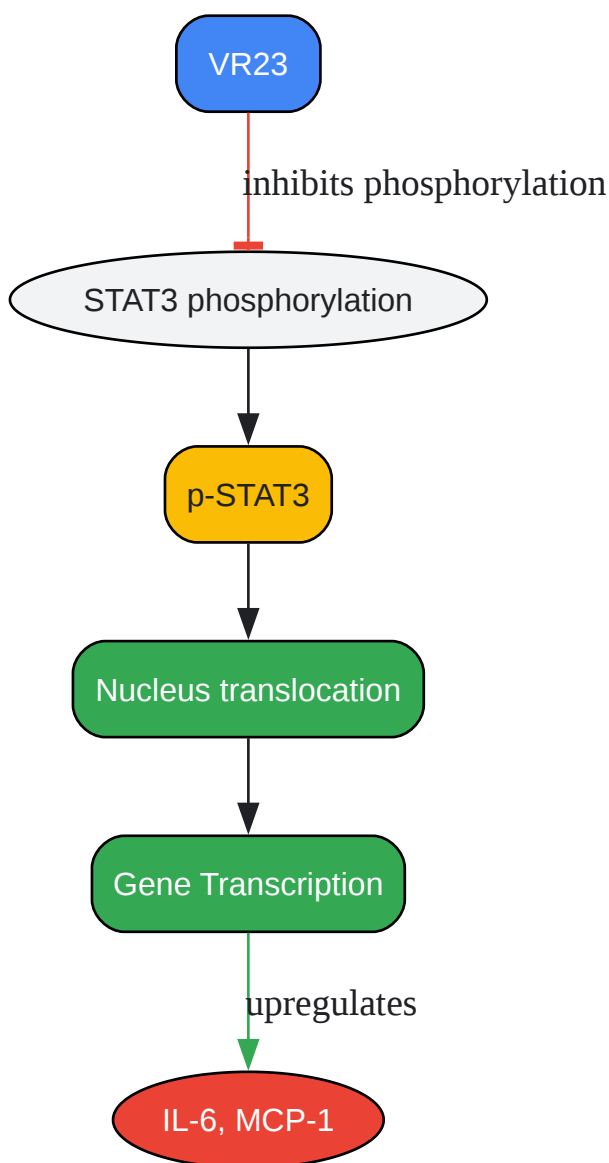 VR23
inhibits phosphorylation
STAT3 phosphorylation
p-STAT3
Nucleus translocation
Gene Transcription
upregulates
IL-6, MCP-1